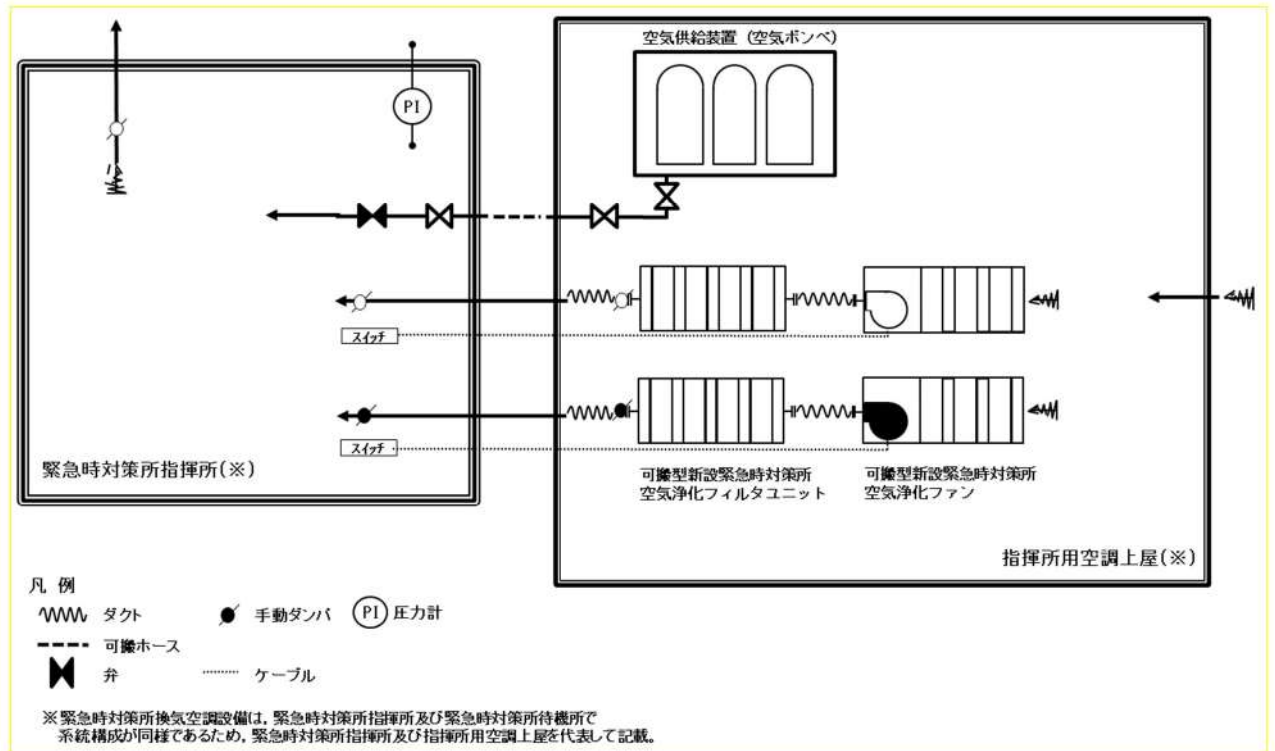 空気供給装置(空気ボンベ)
PI
スイッチ
スイッチ
緊急時対策所指揮所(※)
可搬型新設緊急時対策所
空気浄化フィルタユニット
可搬型新設緊急時対策所
空気浄化ファン
指揮所用空調上屋(※)
凡 例
ダクト
手動ダンパ
PI 圧力計
可搬ホース
弁
ケーブル
※緊急時対策所換気空調設備は,緊急時対策所指揮所及び緊急時対策所待機所で
系統構成が同様であるため,緊急時対策所指揮所及び指揮所用空調上屋を代表して記載。